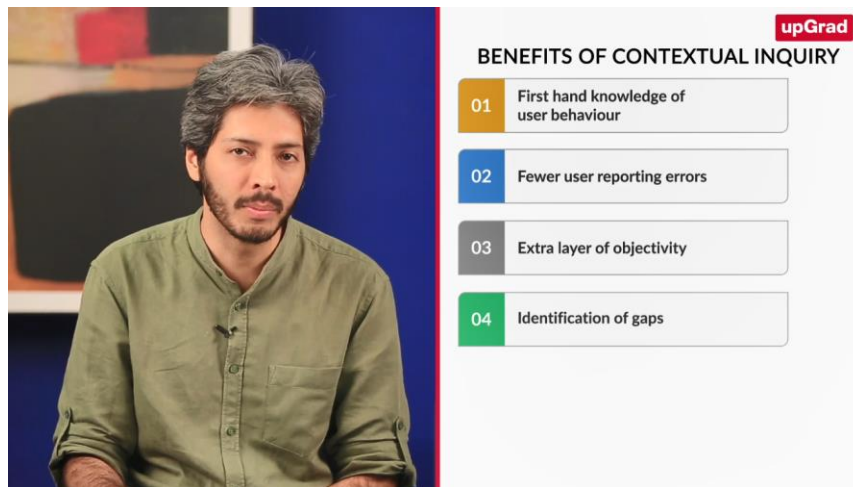 upGrad
BENEFITS OF CONTEXTUAL INQUIRY
01
First hand knowledge of
user behaviour
02
Fewer user reporting errors
03
Extra layer of objectivity
04
Identification of gaps